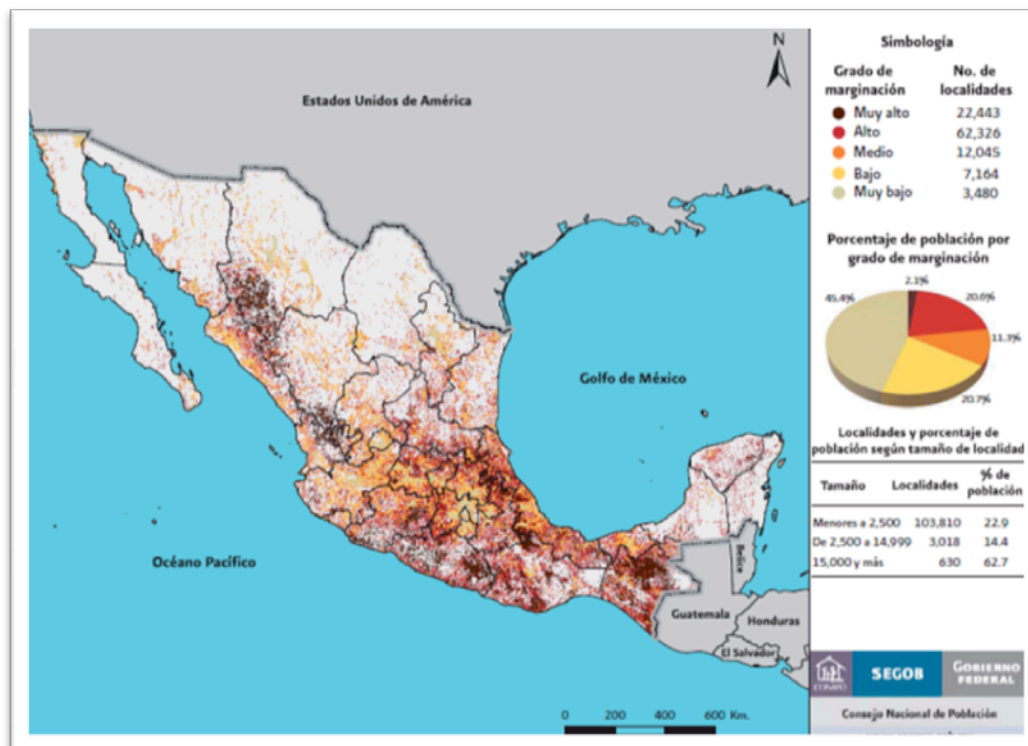 N
Estados Unidos de América
Golfo de México
Océano Pacífico
Belice
Guatemala
Honduras
El Salvador
0 200 400 600 Km.
Simbología
Grado de marginación No. de localidades
Muy alto 22,443
Alto 62,326
Medio 12,045
Bajo 7,164
Muy bajo 3,480
Porcentaje de población por
grado de marginación
2.1%
45.4% 20.6%
11.3%
20.7%
Localidades y porcentaje de
población según tamaño de localidad
Tamaño Localidades % de población
Menores a 2,500 103,810 22.9
De 2,500 a 14,999 3,018 14.4
15,000 y más 630 62.7
CONAPO SEGOB GOBIERNO
FEDERAL
Consejo Nacional de Población